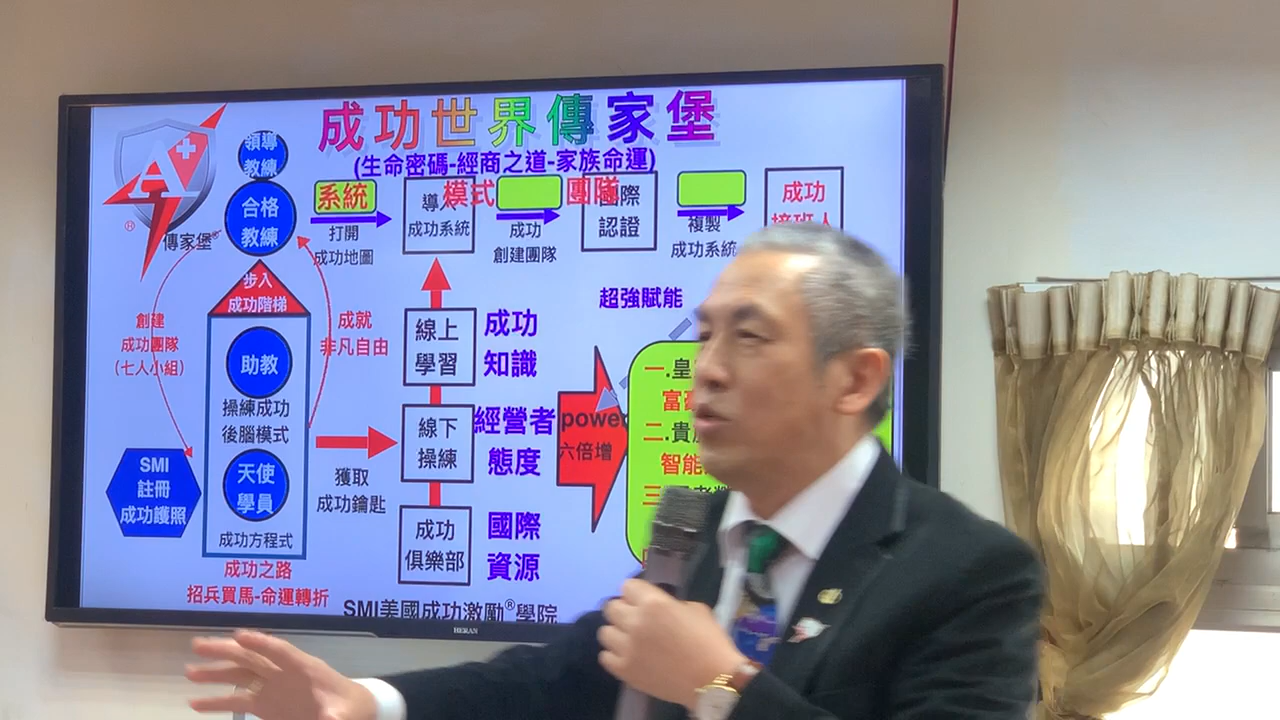 成功世界傳家堡
(生命密碼-經商之道-家族命運)
A
®
傳家堡®
領導
教練
合格
教練
系統
打開
成功地圖
模式
導入
成功系統
成功
創建團隊
團隊
國際
認證
複製
成功系統
成功
接班人
步入
成功階梯
創建
成功團隊
(七人小組)
成就
非凡自由
助教
操練成功
後腦模式
天使
學員
成功方程式
SMI
註冊
成功護照
獲取
成功鑰匙
線上
學習
成功
知識
線下
操練
經營者
態度
成功
俱樂部
國際
資源
power
六倍增
超強賦能
一.皇
富
二.貴
智能
三
成功之路
招兵買馬-命運轉折
SMI美國成功激勵®學院
HERAN